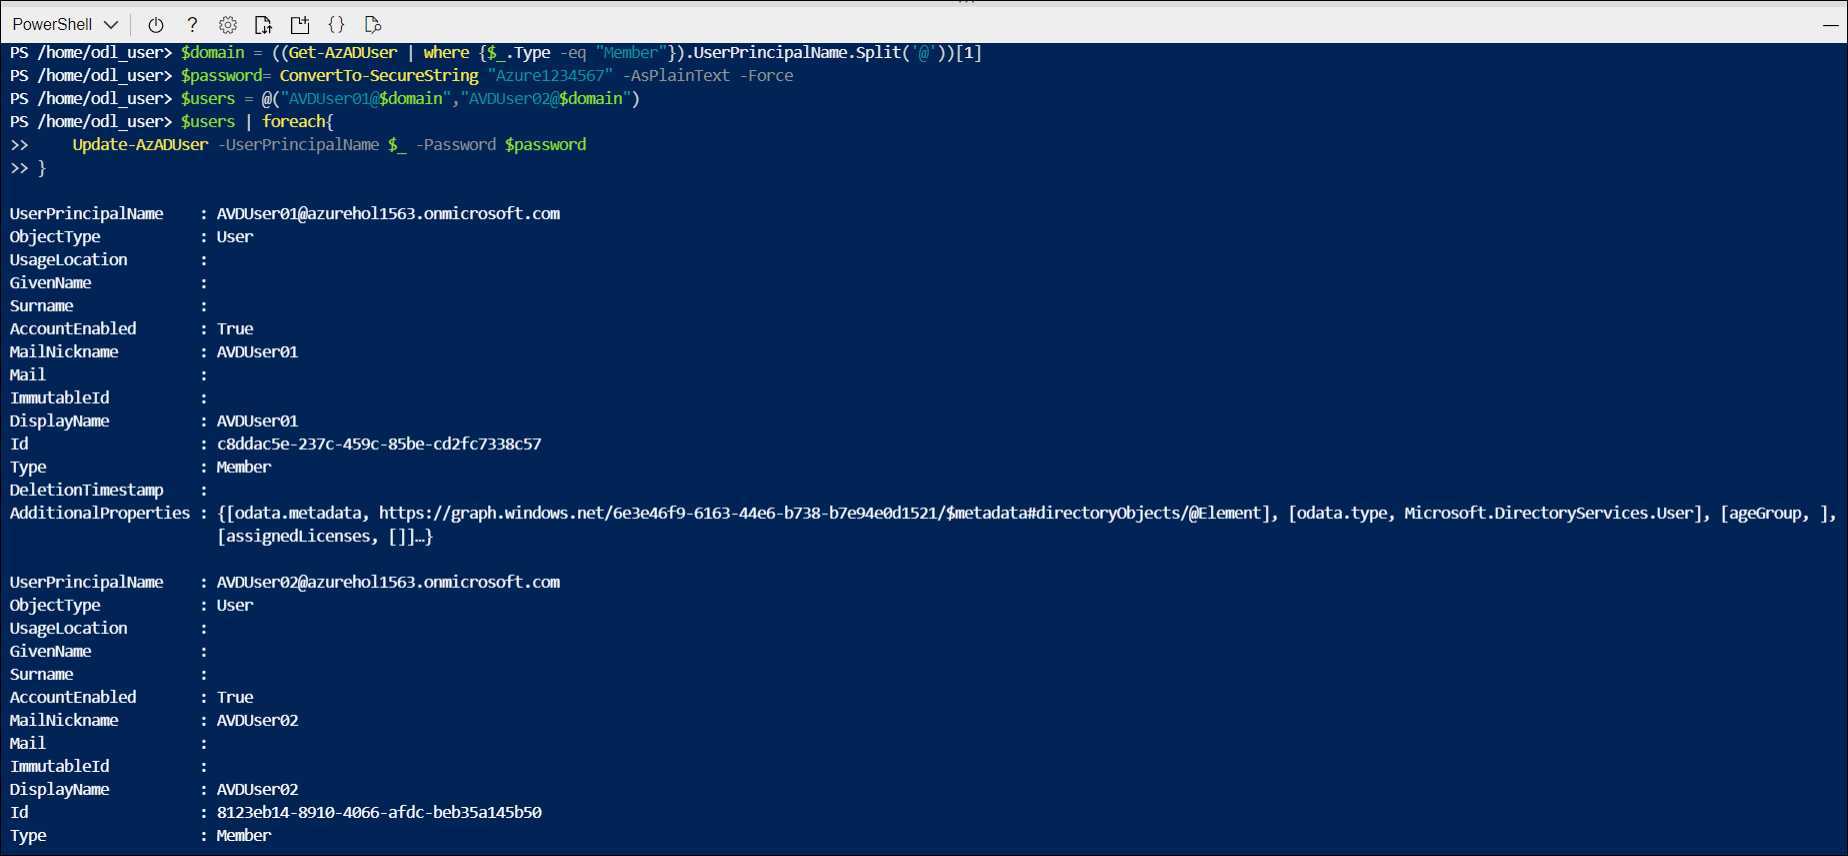 PowerShell
PS /home/odl_user> $domain = ((Get-AzADUser | where {$_.Type -eq "Member"}).UserPrincipalName.Split('@'))[1]
PS /home/odl_user> $password= ConvertTo-SecureString "Azure1234567" -AsPlainText -Force
PS /home/odl_user> $users = @("AVDUser01@$domain","AVDUser02@$domain")
PS /home/odl_user> $users | foreach{
>>     Update-AzADUser -UserPrincipalName $_ -Password $password
>> }
UserPrincipalName    : AVDUser01@azurehol1563.onmicrosoft.com
ObjectType           : User
UsageLocation        :
GivenName            :
Surname              :
AccountEnabled       : True
MailNickname         : AVDUser01
Mail                 :
ImmutableId          :
DisplayName          : AVDUser01
Id                   : c8ddac5e-237c-459c-85be-cd2fc7338c57
Type                 : Member
DeletionTimestamp    :
AdditionalProperties : {[odata.metadata, https://graph.windows.net/6e3e46f9-6163-44e6-b738-b7e94e0d1521/$metadata#directoryObjects/@Element], [odata.type, Microsoft.DirectoryServices.User], [ageGroup, ],
                       [assignedLicenses, []]…}
UserPrincipalName    : AVDUser02@azurehol1563.onmicrosoft.com
ObjectType           : User
UsageLocation        :
GivenName            :
Surname              :
AccountEnabled       : True
MailNickname         : AVDUser02
Mail                 :
ImmutableId          :
DisplayName          : AVDUser02
Id                   : 8123eb14-8910-4066-afdc-beb35a145b50
Type                 : Member